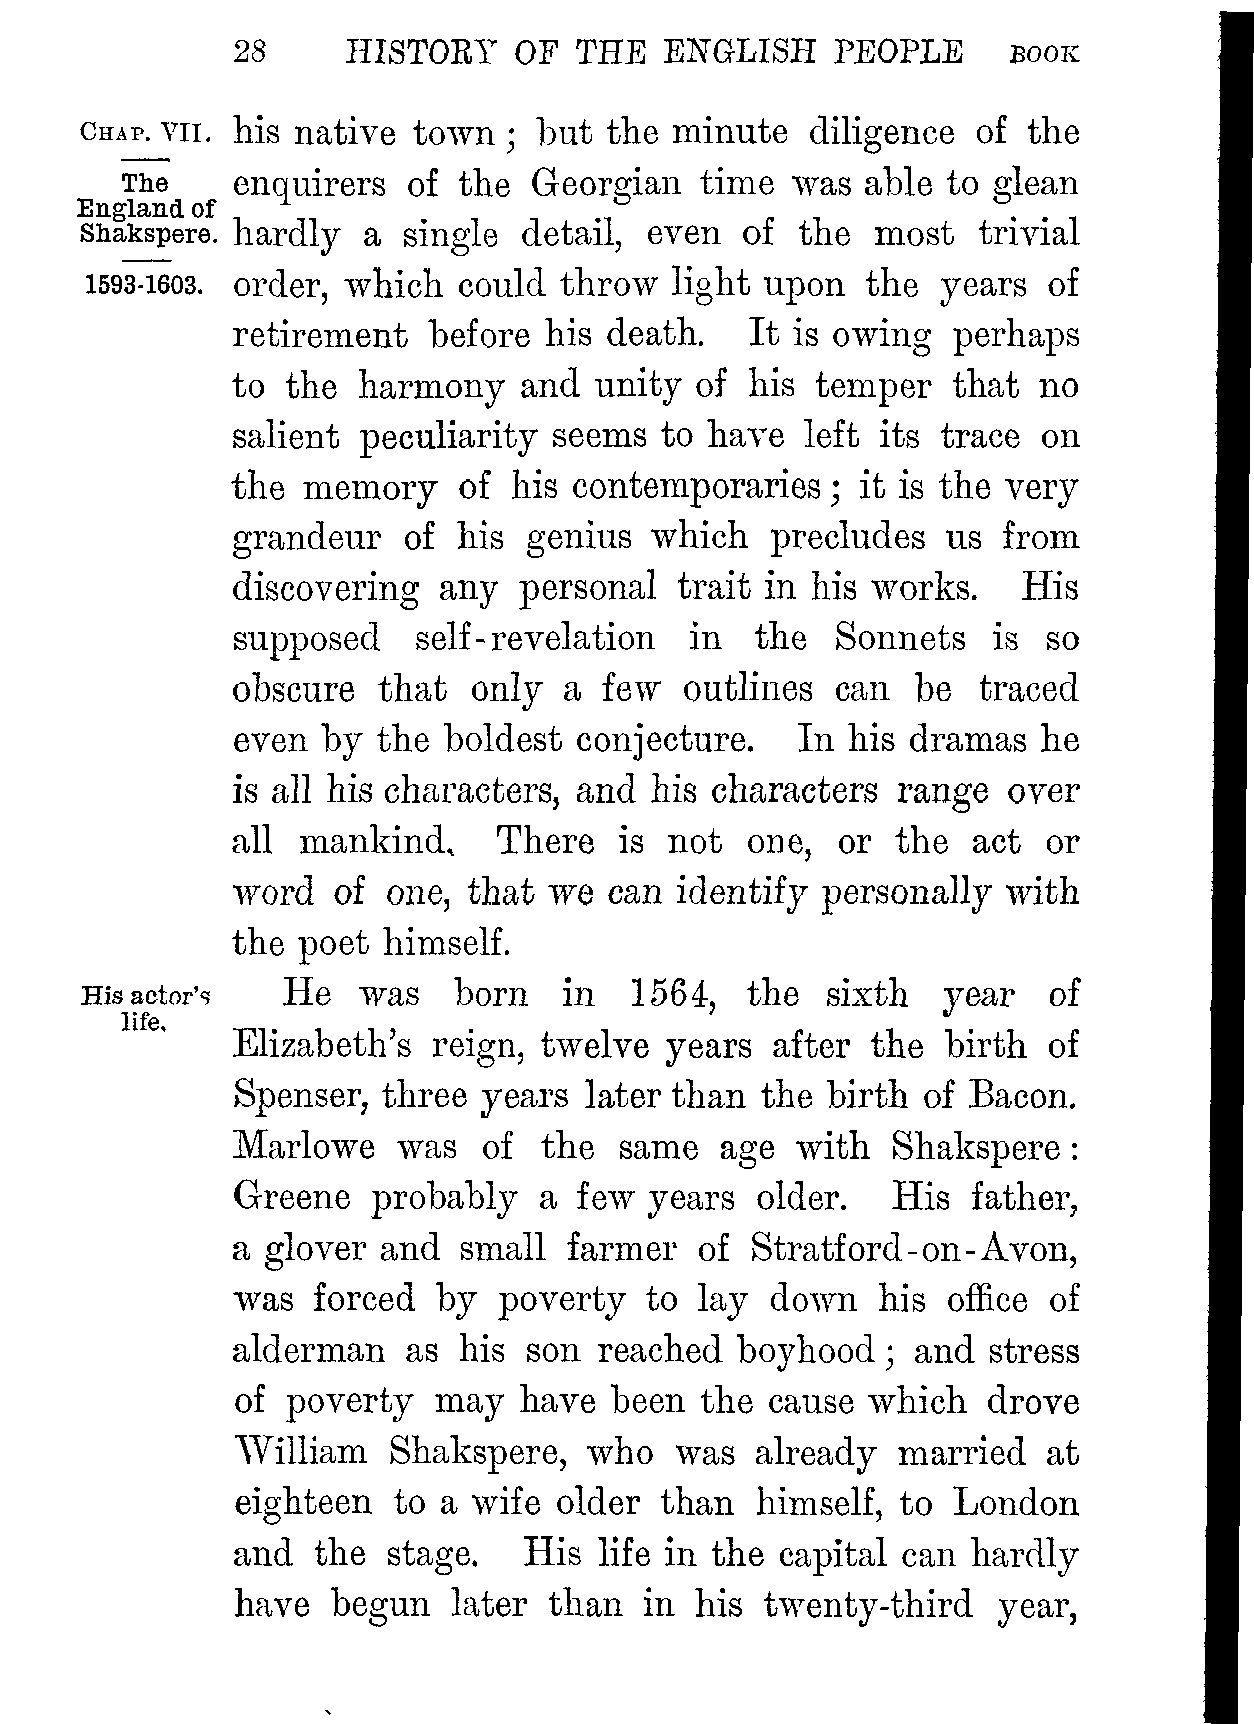 28 HISTORY OF THE ENGLISH PEOPLE BOOK
CHAP. VII.
The
England of
Shakspere.
1593-1603.
his native town ; but the minute diligence of the
enquirers of the Georgian time was able to glean
hardly a single detail, even of the most trivial
order, which could throw light upon the years of
retirement before his death. It is owing perhaps
to the harmony and unity of his temper that no
salient peculiarity seems to have left its trace on
the memory of his contemporaries ; it is the very
grandeur of his genius which precludes us from
discovering any personal trait in his works. His
supposed self-revelation in the Sonnets is so
obscure that only a few outlines can be traced
even by the boldest conjecture. In his dramas he
is all his characters, and his characters range over
all mankind. There is not one, or the act or
word of one, that we can identify personally with
the poet himself.
His actor's
life.
He was born in 1564, the sixth year of
Elizabeth's reign, twelve years after the birth of
Spenser, three years later than the birth of Bacon.
Marlowe was of the same age with Shakspere :
Greene probably a few years older. His father,
a glover and small farmer of Stratford-on-Avon,
was forced by poverty to lay down his office of
alderman as his son reached boyhood ; and stress
of poverty may have been the cause which drove
William Shakspere, who was already married at
eighteen to a wife older than himself, to London
and the stage. His life in the capital can hardly
have begun later than in his twenty-third year,